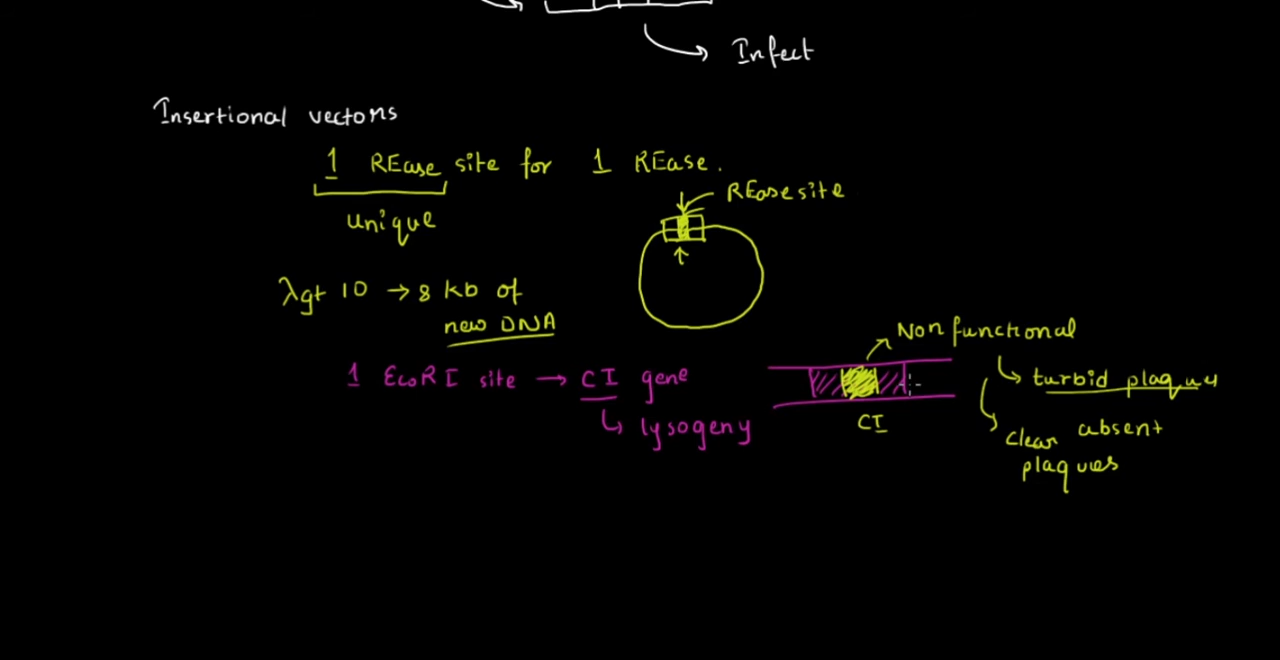 Infect
Insertional vectors
1 REase site for 1 REase.
REase site
unique
λgt 10 → 8 kb of
new DNA
Non functional
1 EcoRI site → CI gene
turbid plaques
lysogeny
CI
absent
clear
plaques